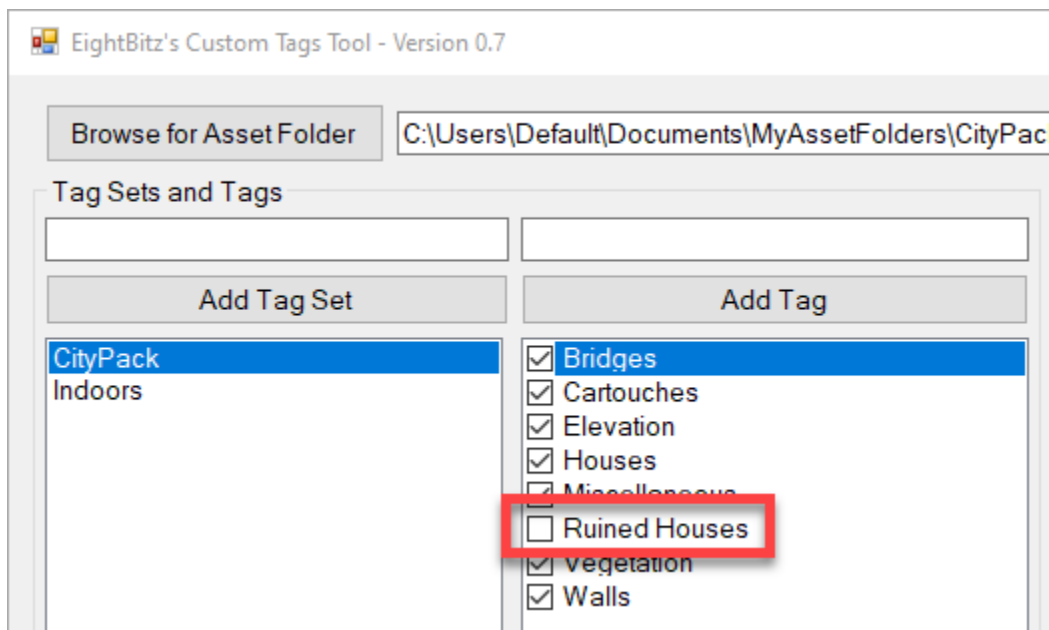 EightBitz's Custom Tags Tool - Version 0.7
Browse for Asset Folder
C:\Users\Default\Documents\MyAssetFolders\CityPac
Tag Sets and Tags
Add Tag Set
Add Tag
CityPack
Indoors
Bridges
Cartouches
Elevation
Houses
Miscellaneous
Ruined Houses
Vegetation
Walls